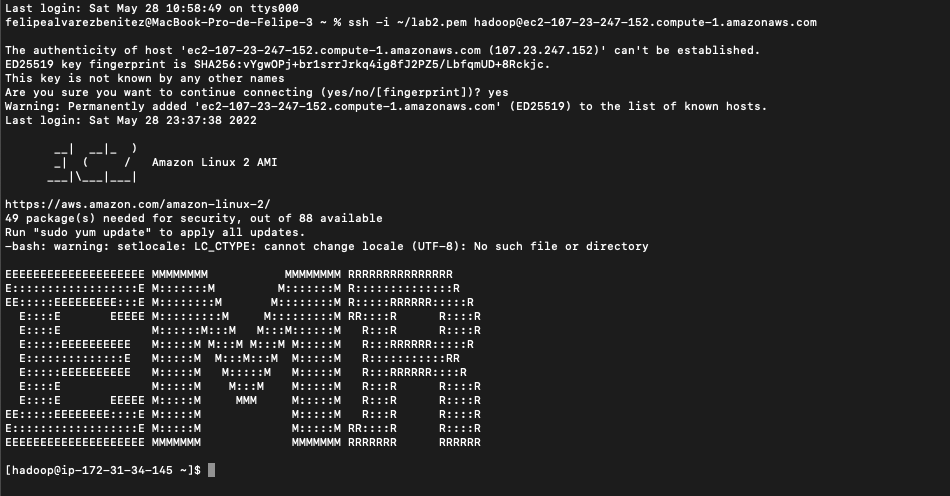 Last login: Sat May 28 10:58:49 on ttys000
felipealvarezbenitez@MacBook-Pro-de-Felipe-3 ~ % ssh -i ~/lab2.pem hadoop@ec2-107-23-247-152.compute-1.amazonaws.com
The authenticity of host 'ec2-107-23-247-152.compute-1.amazonaws.com (107.23.247.152)' can't be established.
ED25519 key fingerprint is SHA256:vYgwOPj+br1srrJrkq4ig8fJ2PZ5/LbfqmUD+8Rckjc.
This key is not known by any other names
Are you sure you want to continue connecting (yes/no/[fingerprint])? yes
Warning: Permanently added 'ec2-107-23-247-152.compute-1.amazonaws.com' (ED25519) to the list of known hosts.
Last login: Sat May 28 23:37:38 2022

       __|  __|_  )
       _|  (     /   Amazon Linux 2 AMI
      ___|\___|___|

https://aws.amazon.com/amazon-linux-2/
49 package(s) needed for security, out of 88 available
Run "sudo yum update" to apply all updates.
-bash: warning: setlocale: LC_CTYPE: cannot change locale (UTF-8): No such file or directory

EEEEEEEEEEEEEEEEEEEE MMMMMMMM           MMMMMMMM RRRRRRRRRRRRRRR
E::::::::::::::::::E M:::::::M         M:::::::M R::::::::::::::R
EE:::::EEEEEEEEE:::E M::::::::M       M::::::::M R:::::RRRRRR:::::R
  E::::E       EEEEE M:::::::::M     M:::::::::M RR::::R      R::::R
  E::::E             M::::::M:::M   M:::M::::::M   R:::R      R::::R
  E:::::EEEEEEEEEE   M:::::M M:::M M:::M M:::::M   R:::RRRRRR:::::R
  E::::::::::::::E   M:::::M  M:::M:::M  M:::::M   R:::::::::::RR
  E:::::EEEEEEEEEE   M:::::M   M:::::M   M:::::M   R:::RRRRRR::::R
  E::::E             M:::::M    M:::M    M:::::M   R:::R      R::::R
  E::::E       EEEEE M:::::M     MMM     M:::::M   R:::R      R::::R
EE:::::EEEEEEEE::::E M:::::M             M:::::M   R:::R      R::::R
E::::::::::::::::::E M:::::M             M:::::M RR::::R      R::::R
EEEEEEEEEEEEEEEEEEEE MMMMMMM             MMMMMMM RRRRRRR      RRRRRR

[hadoop@ip-172-31-34-145 ~]$